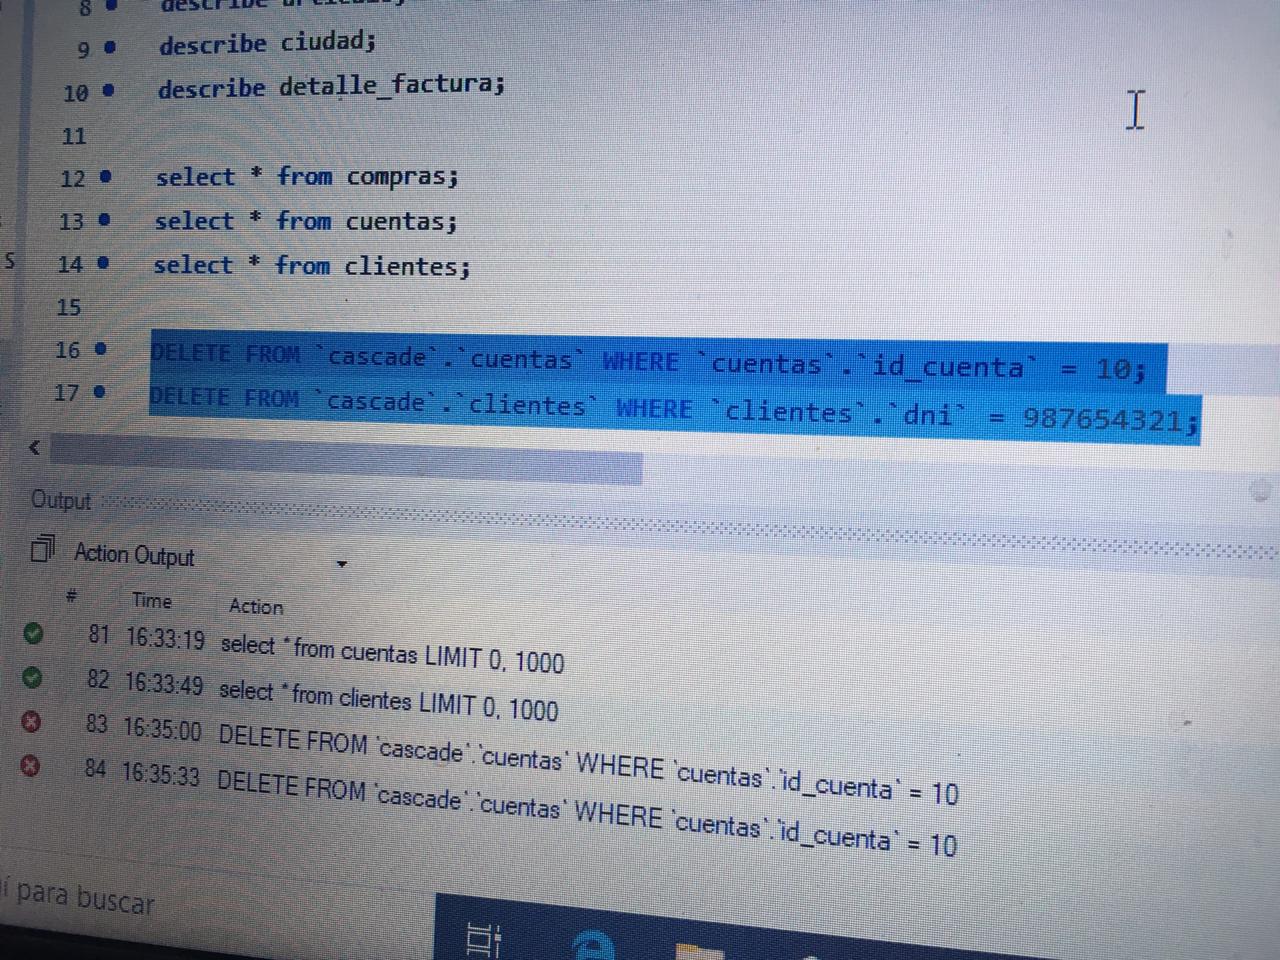 8 describe
9 describe ciudad;
10 describe detalle_factura;
11
12 select * from compras;
13 select * from cuentas;
14 select * from clientes;
15
16 DELETE FROM `cascade`.`cuentas` WHERE `cuentas`.`id_cuenta` = 10;
17 DELETE FROM `cascade`.`clientes` WHERE `clientes`.`dni` = 987654321;
Output
Action Output
# Time Action
81 16:33:19 select * from cuentas LIMIT 0, 1000
82 16:33:49 select * from clientes LIMIT 0, 1000
83 16:35:00 DELETE FROM `cascade`.`cuentas` WHERE `cuentas`.`id_cuenta` = 10
84 16:35:33 DELETE FROM `cascade`.`cuentas` WHERE `cuentas`.`id_cuenta` = 10
í para buscar